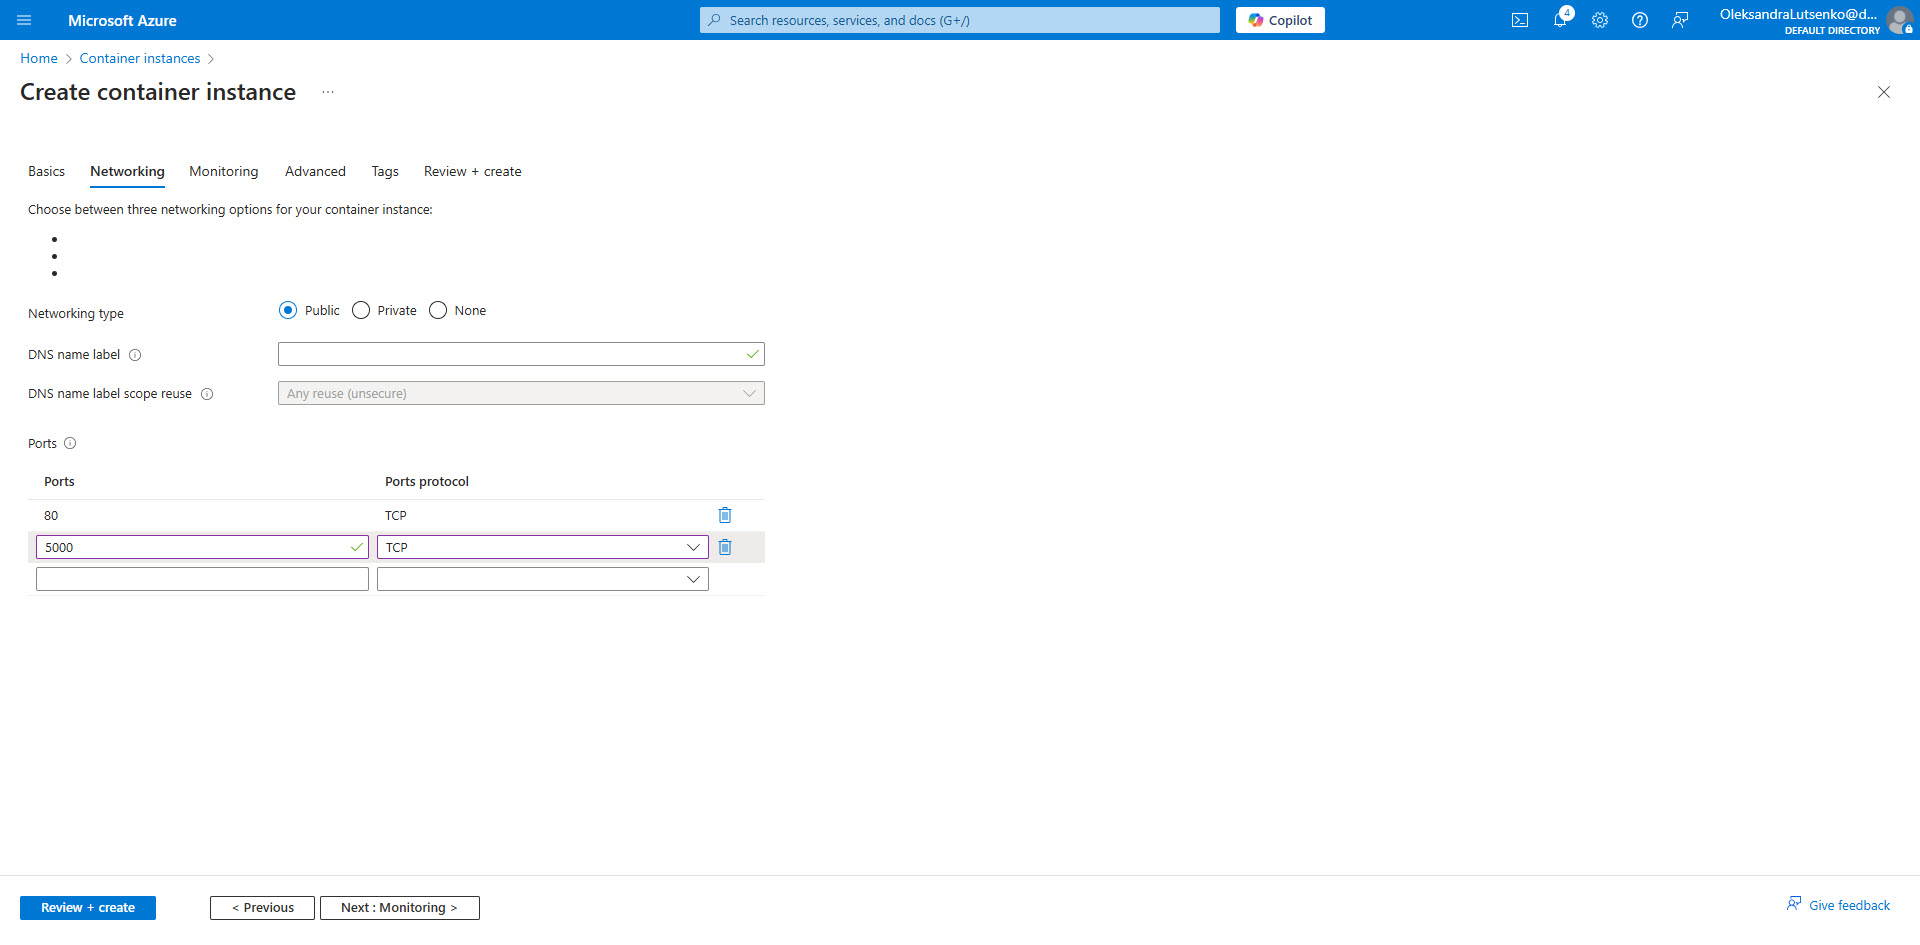 Microsoft Azure
Search resources, services, and docs (G+/)
Copilot
4
OleksandraLutsenko@d...
DEFAULT DIRECTORY
Home > Container instances >
Create container instance ...
Basics Networking Monitoring Advanced Tags Review + create
Choose between three networking options for your container instance:
Networking type Public Private None
DNS name label
DNS name label scope reuse Any reuse (unsecure)
Ports
Ports Ports protocol
80 TCP
5000 TCP
Review + create < Previous Next : Monitoring > Give feedback